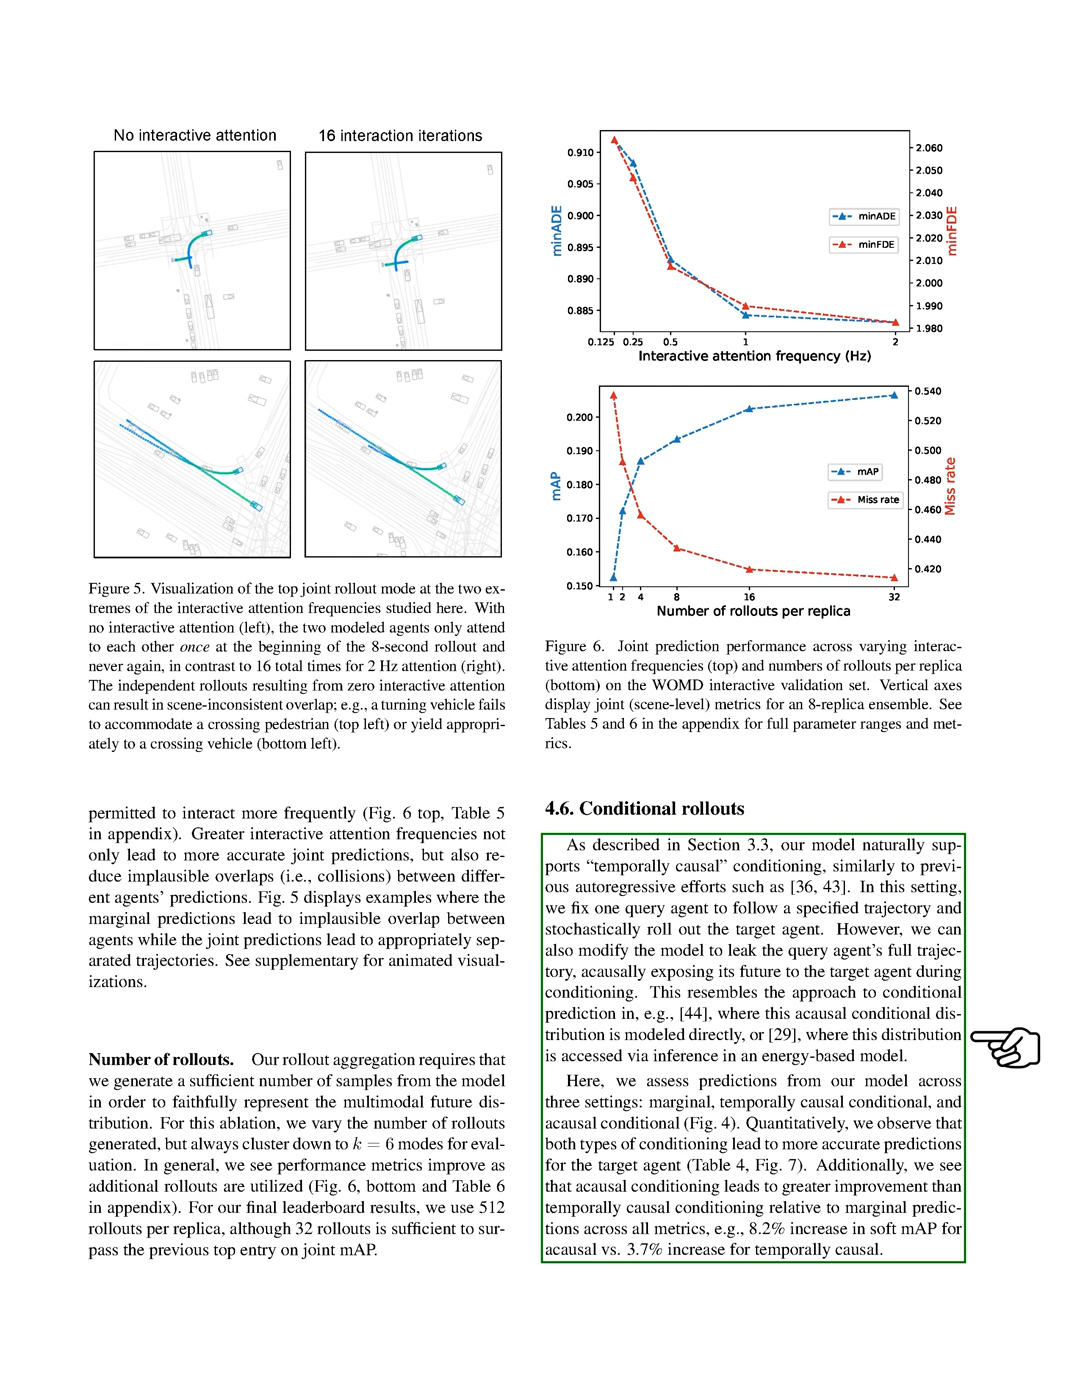 No interactive attention
16 interaction iterations
Figure 5. Visualization of the top joint rollout mode at the two ex-
tremes of the interactive attention frequencies studied here. With
no interactive attention (left), the two modeled agents only attend
to each other once at the beginning of the 8-second rollout and
never again, in contrast to 16 total times for 2 Hz attention (right).
The independent rollouts resulting from zero interactive attention
can result in scene-inconsistent overlap; e.g., a turning vehicle fails
to accommodate a crossing pedestrian (top left) or yield appropri-
ately to a crossing vehicle (bottom left).
permitted to interact more frequently (Fig. 6 top, Table 5
in appendix). Greater interactive attention frequencies not
only lead to more accurate joint predictions, but also re-
duce implausible overlaps (i.e., collisions) between differ-
ent agents' predictions. Fig. 5 displays examples where the
marginal predictions lead to implausible overlap between
agents while the joint predictions lead to appropriately sep-
arated trajectories. See supplementary for animated visual-
izations.
Number of rollouts. Our rollout aggregation requires that
we generate a sufficient number of samples from the model
in order to faithfully represent the multimodal future dis-
tribution. For this ablation, we vary the number of rollouts
generated, but always cluster down to k = 6 modes for eval-
uation. In general, we see performance metrics improve as
additional rollouts are utilized (Fig. 6, bottom and Table 6
in appendix). For our final leaderboard results, we use 512
rollouts per replica, although 32 rollouts is sufficient to sur-
pass the previous top entry on joint mAP.
minADE
0.910
0.905
0.900
0.895
0.890
0.885
2.060
2.050
2.040
2.030
2.020
2.010
2.000
1.990
1.980
minFDE
minADE
minFDE
0.125 0.25 0.5 1 2
Interactive attention frequency (Hz)
mAP
0.200
0.190
0.180
0.170
0.160
0.150
0.540
0.520
0.500
0.480
0.460
0.440
0.420
Miss rate
mAP
Miss rate
1 2 4 8 16 32
Number of rollouts per replica
Figure 6. Joint prediction performance across varying interac-
tive attention frequencies (top) and numbers of rollouts per replica
(bottom) on the WOMD interactive validation set. Vertical axes
display joint (scene-level) metrics for an 8-replica ensemble. See
Tables 5 and 6 in the appendix for full parameter ranges and met-
rics.
4.6. Conditional rollouts
As described in Section 3.3, our model naturally sup-
ports “temporally causal” conditioning, similarly to previ-
ous autoregressive efforts such as [36, 43]. In this setting,
we fix one query agent to follow a specified trajectory and
stochastically roll out the target agent. However, we can
also modify the model to leak the query agent's full trajec-
tory, acausally exposing its future to the target agent during
conditioning. This resembles the approach to conditional
prediction in, e.g., [44], where this acausal conditional dis-
tribution is modeled directly, or [29], where this distribution
is accessed via inference in an energy-based model.
Here, we assess predictions from our model across
three settings: marginal, temporally causal conditional, and
acausal conditional (Fig. 4). Quantitatively, we observe that
both types of conditioning lead to more accurate predictions
for the target agent (Table 4, Fig. 7). Additionally, we see
that acausal conditioning leads to greater improvement than
temporally causal conditioning relative to marginal predic-
tions across all metrics, e.g., 8.2% increase in soft mAP for
acausal vs. 3.7% increase for temporally causal.